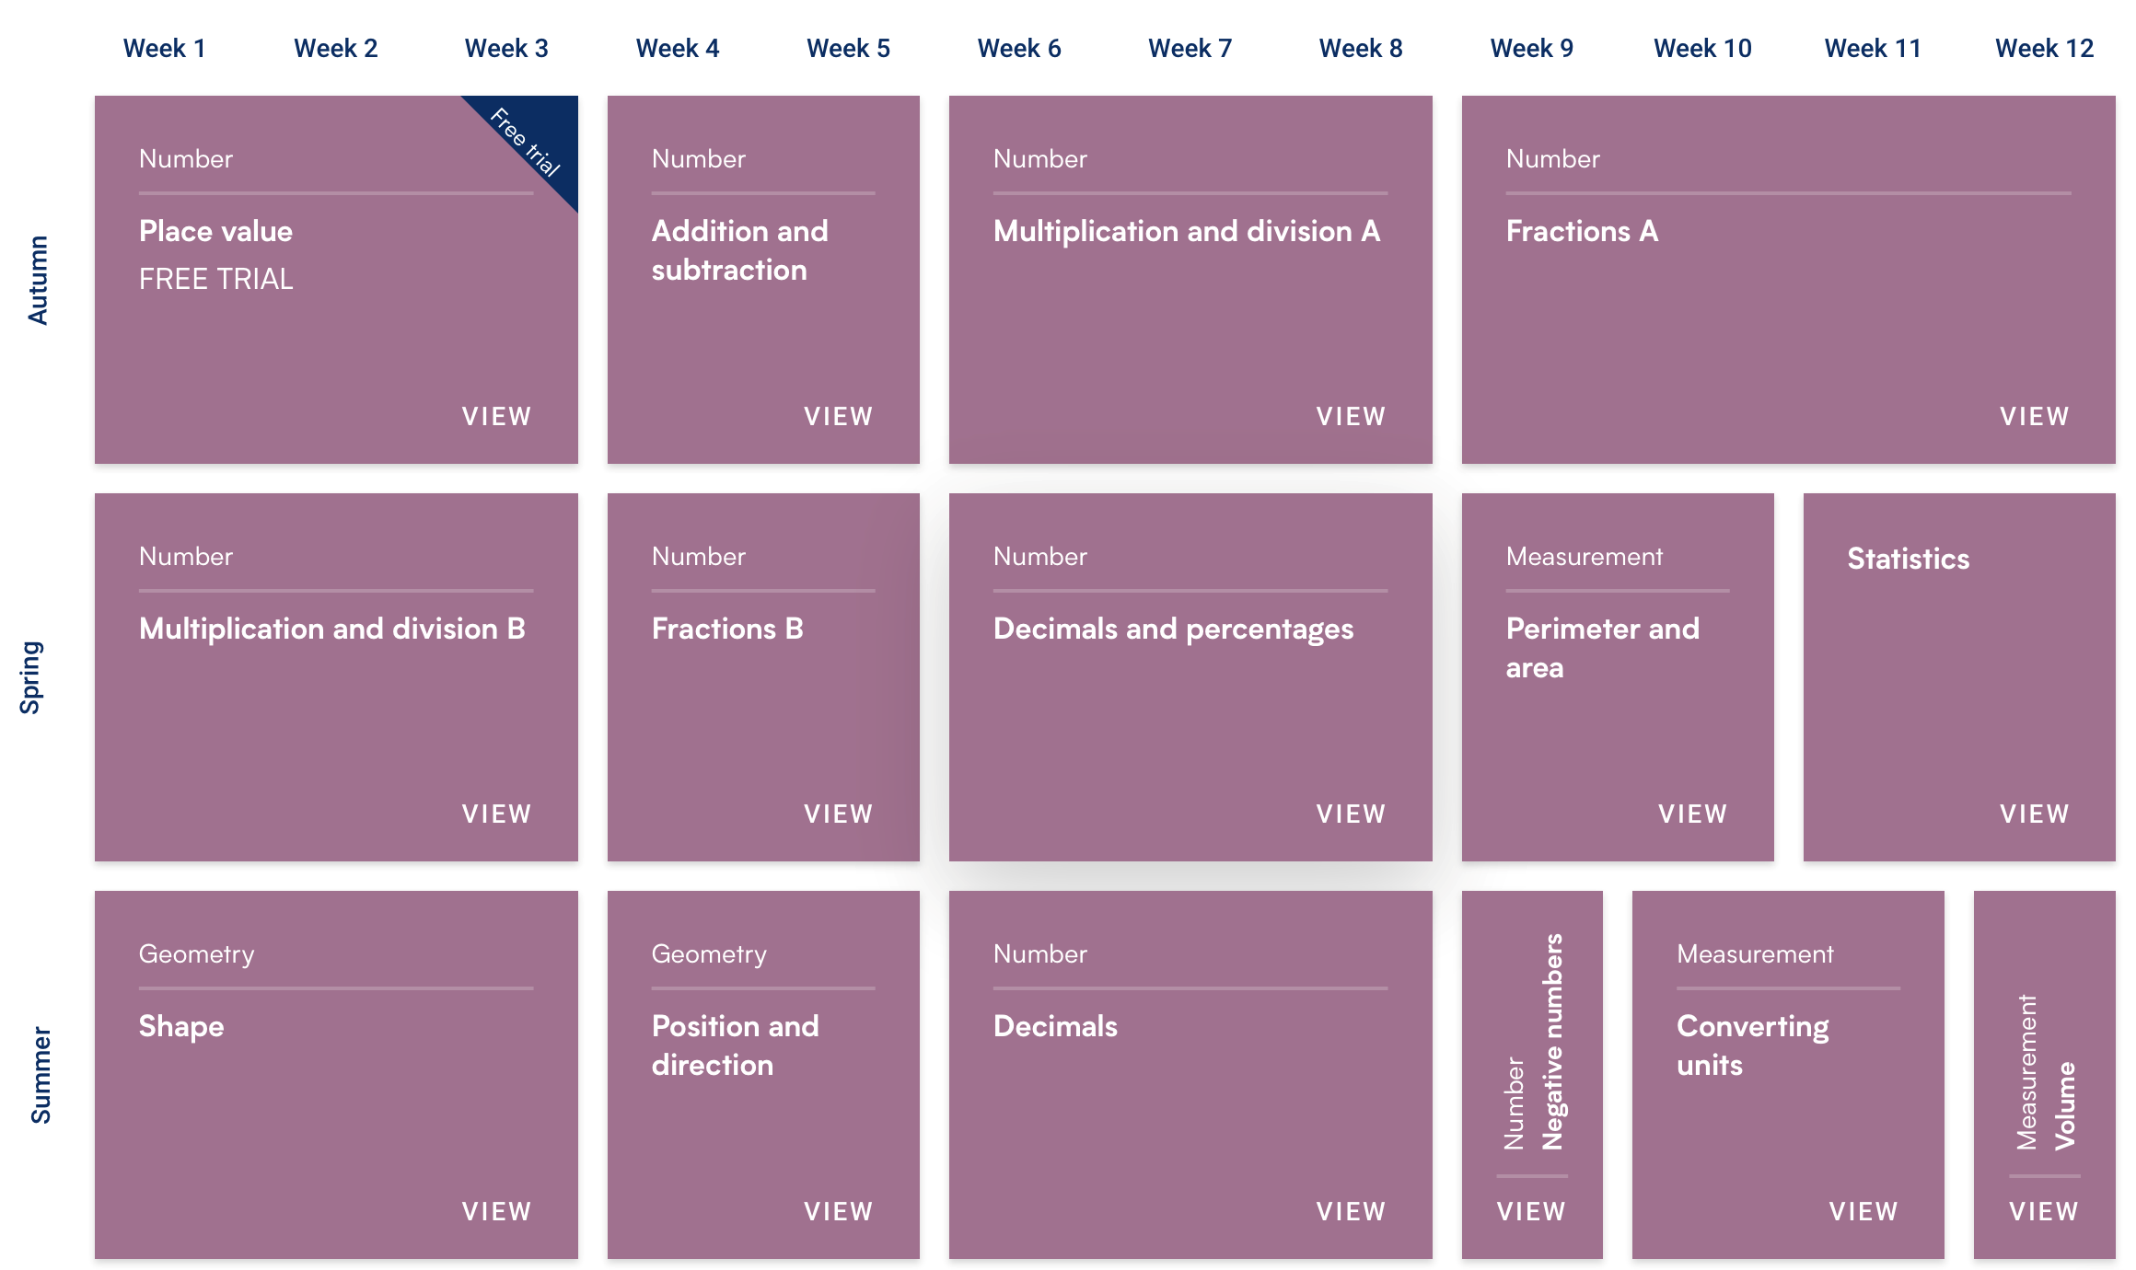 Week 1
Week 2
Week 3
Week 4
Week 5
Week 6
Week 7
Week 8
Week 9
Week 10
Week 11
Week 12
Autumn
Number
Free trial
Place value
FREE TRIAL
VIEW
Number
Addition and
subtraction
VIEW
Number
Multiplication and division A
VIEW
Number
Fractions A
VIEW
Spring
Number
Multiplication and division B
VIEW
Number
Fractions B
VIEW
Number
Decimals and percentages
VIEW
Measurement
Perimeter and
area
VIEW
Statistics
VIEW
Summer
Geometry
Shape
VIEW
Geometry
Position and
direction
VIEW
Number
Decimals
VIEW
Number
Negative numbers
VIEW
Measurement
Converting
units
VIEW
Measurement
Volume
VIEW